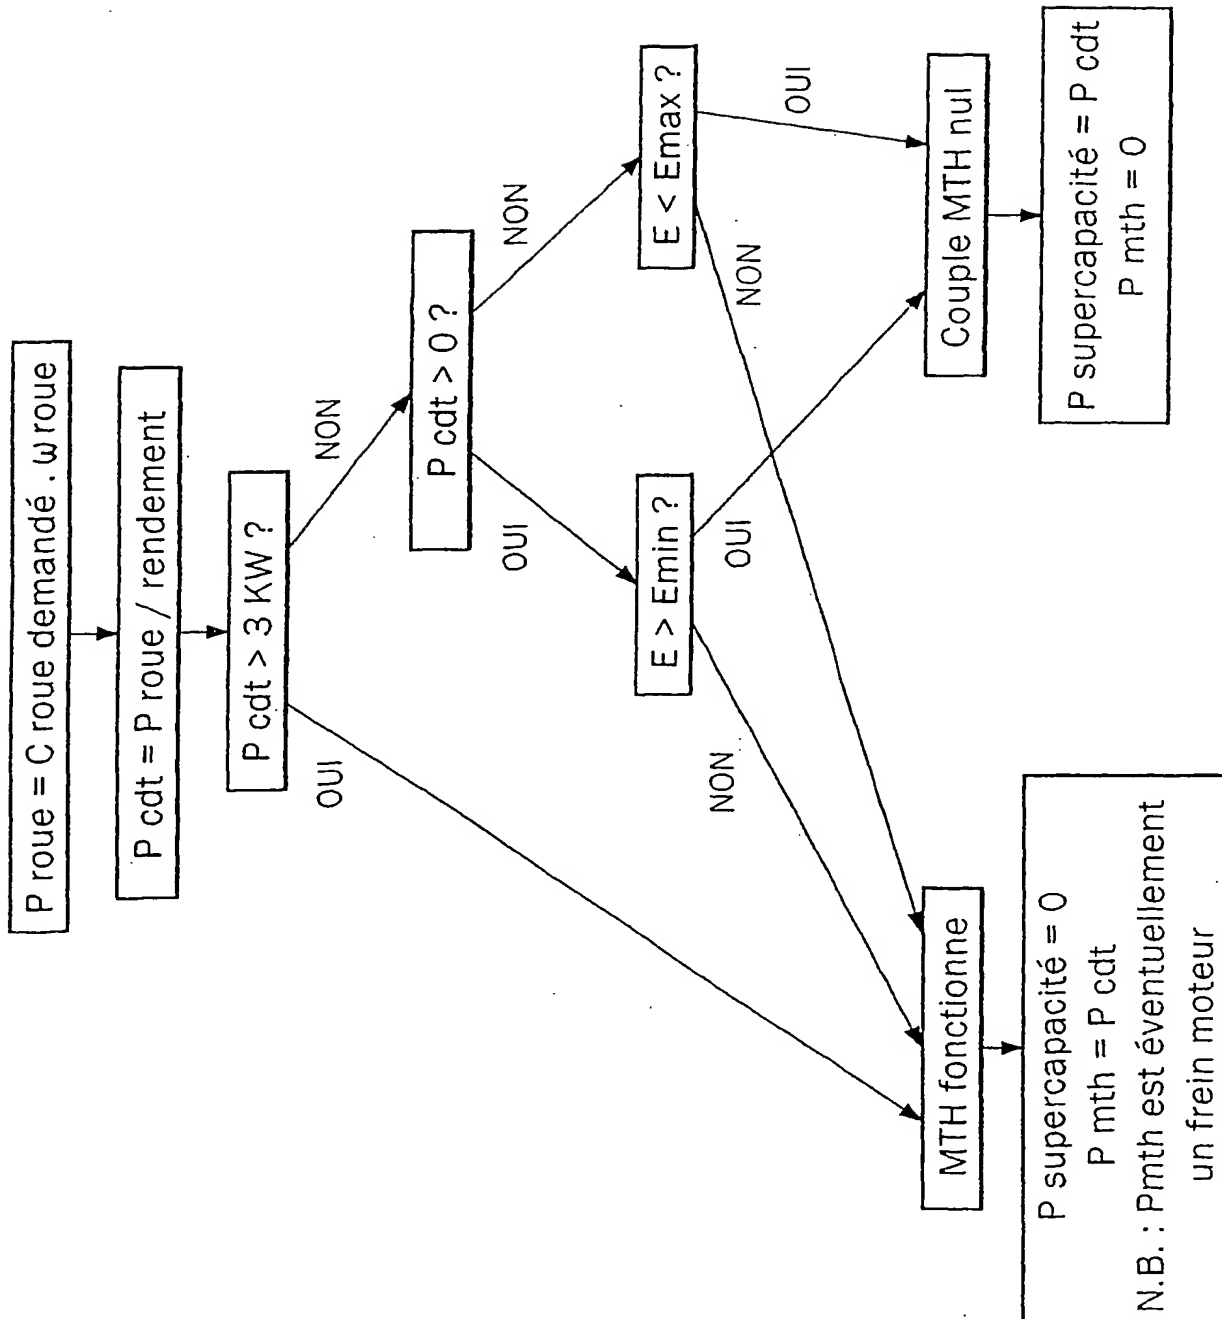 P roue = C roue demandé . ω roue
P cdt = P roue / rendement
P cdt > 3 KW ?
OUI
NON
P cdt > 0 ?
OUI
NON
E > Emin ?
E < Emax ?
NON
OUI
NON
OUI
MTH fonctionne
Couple MTH nul
P supercapacité = 0
P mth = P cdt
N.B. : Pmth est éventuellement
un frein moteur
P supercapacité = P cdt
P mth = 0